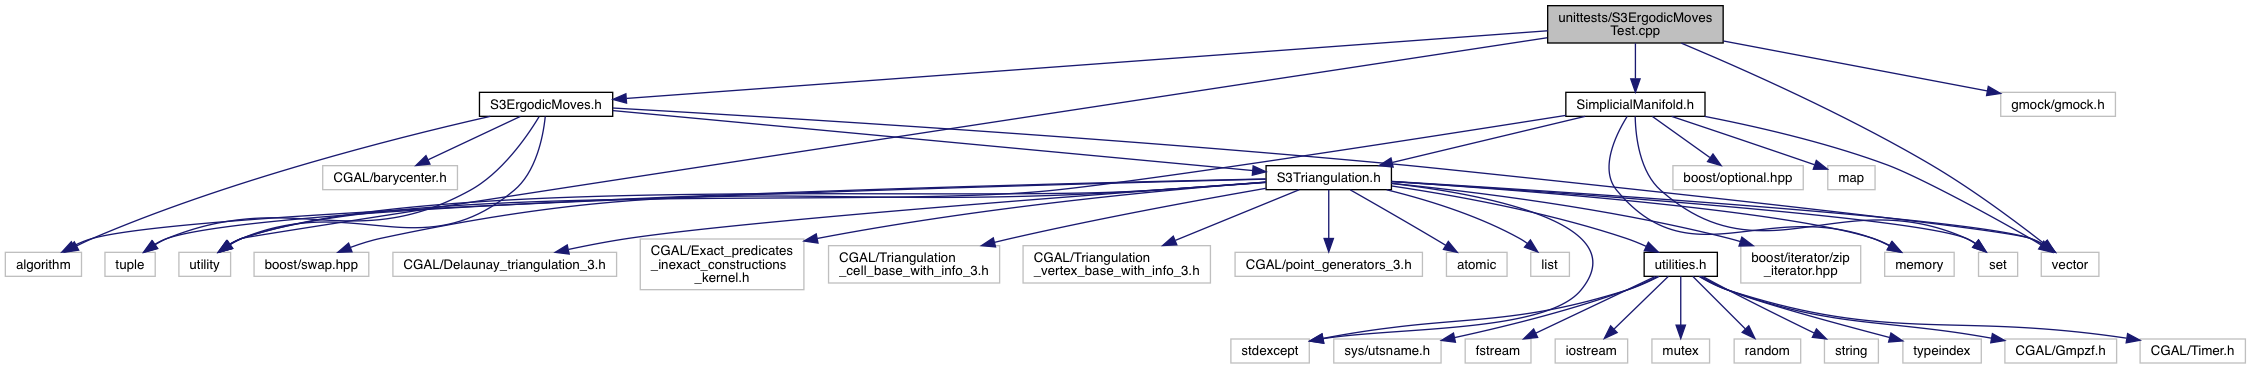 unittests/S3ErgodicMoves
Test.cpp
S3ErgodicMoves.h
SimplicialManifold.h
gmock/gmock.h
CGAL/barycenter.h
S3Triangulation.h
boost/optional.hpp
map
algorithm
tuple
utility
boost/swap.hpp
CGAL/Delaunay_triangulation_3.h
CGAL/Exact_predicates
_inexact_constructions
_kernel.h
CGAL/Triangulation
_cell_base_with_info_3.h
CGAL/Triangulation
_vertex_base_with_info_3.h
CGAL/point_generators_3.h
atomic
list
utilities.h
boost/iterator/zip
_iterator.hpp
memory
set
vector
stdexcept
sys/utsname.h
fstream
iostream
mutex
random
string
typeindex
CGAL/Gmpzf.h
CGAL/Timer.h